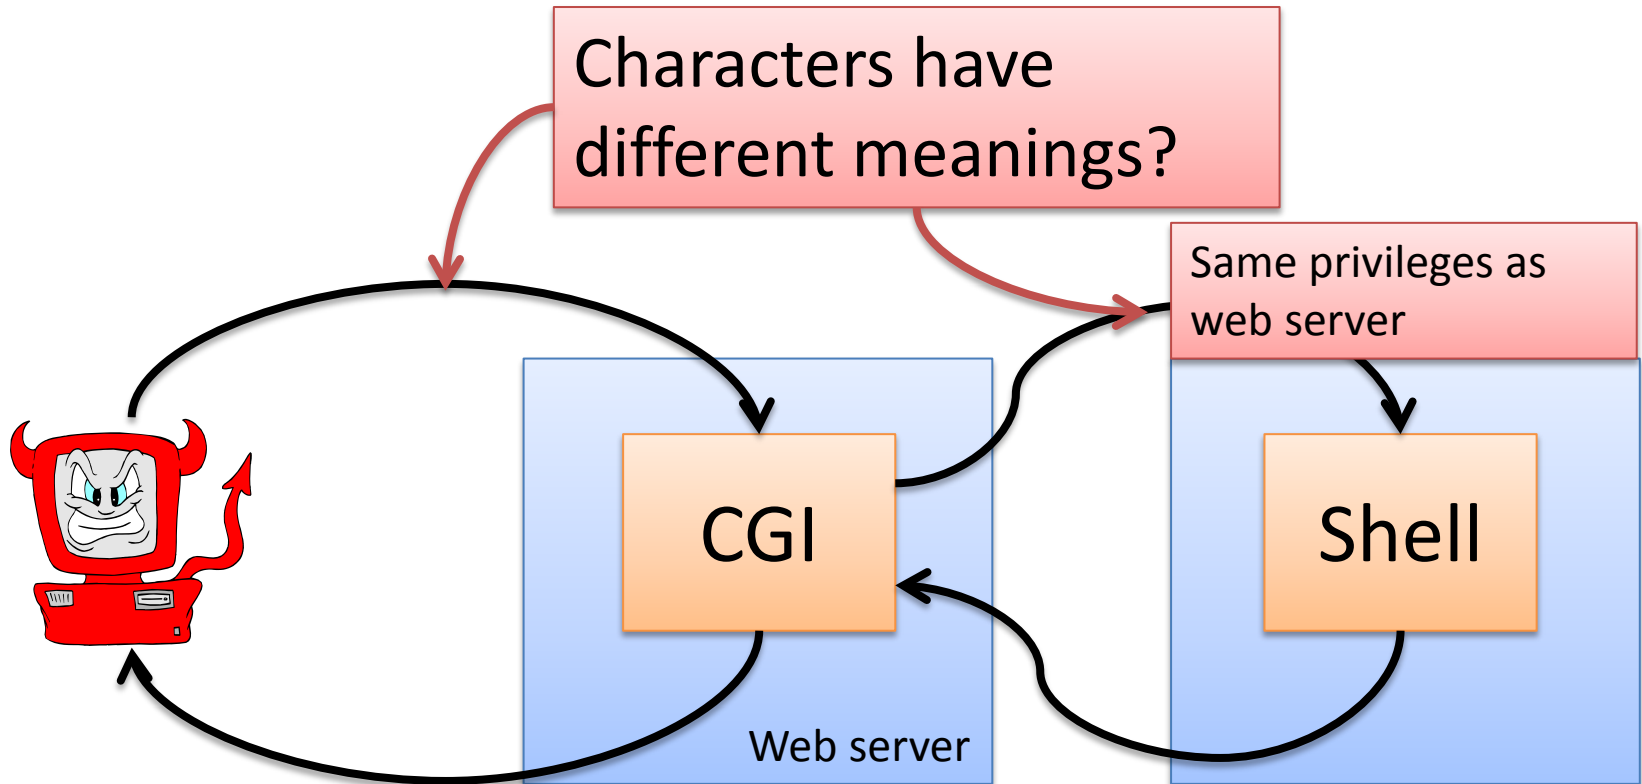 Characters have
different meanings?
Same privileges as
web server
CGI
Shell
Web server